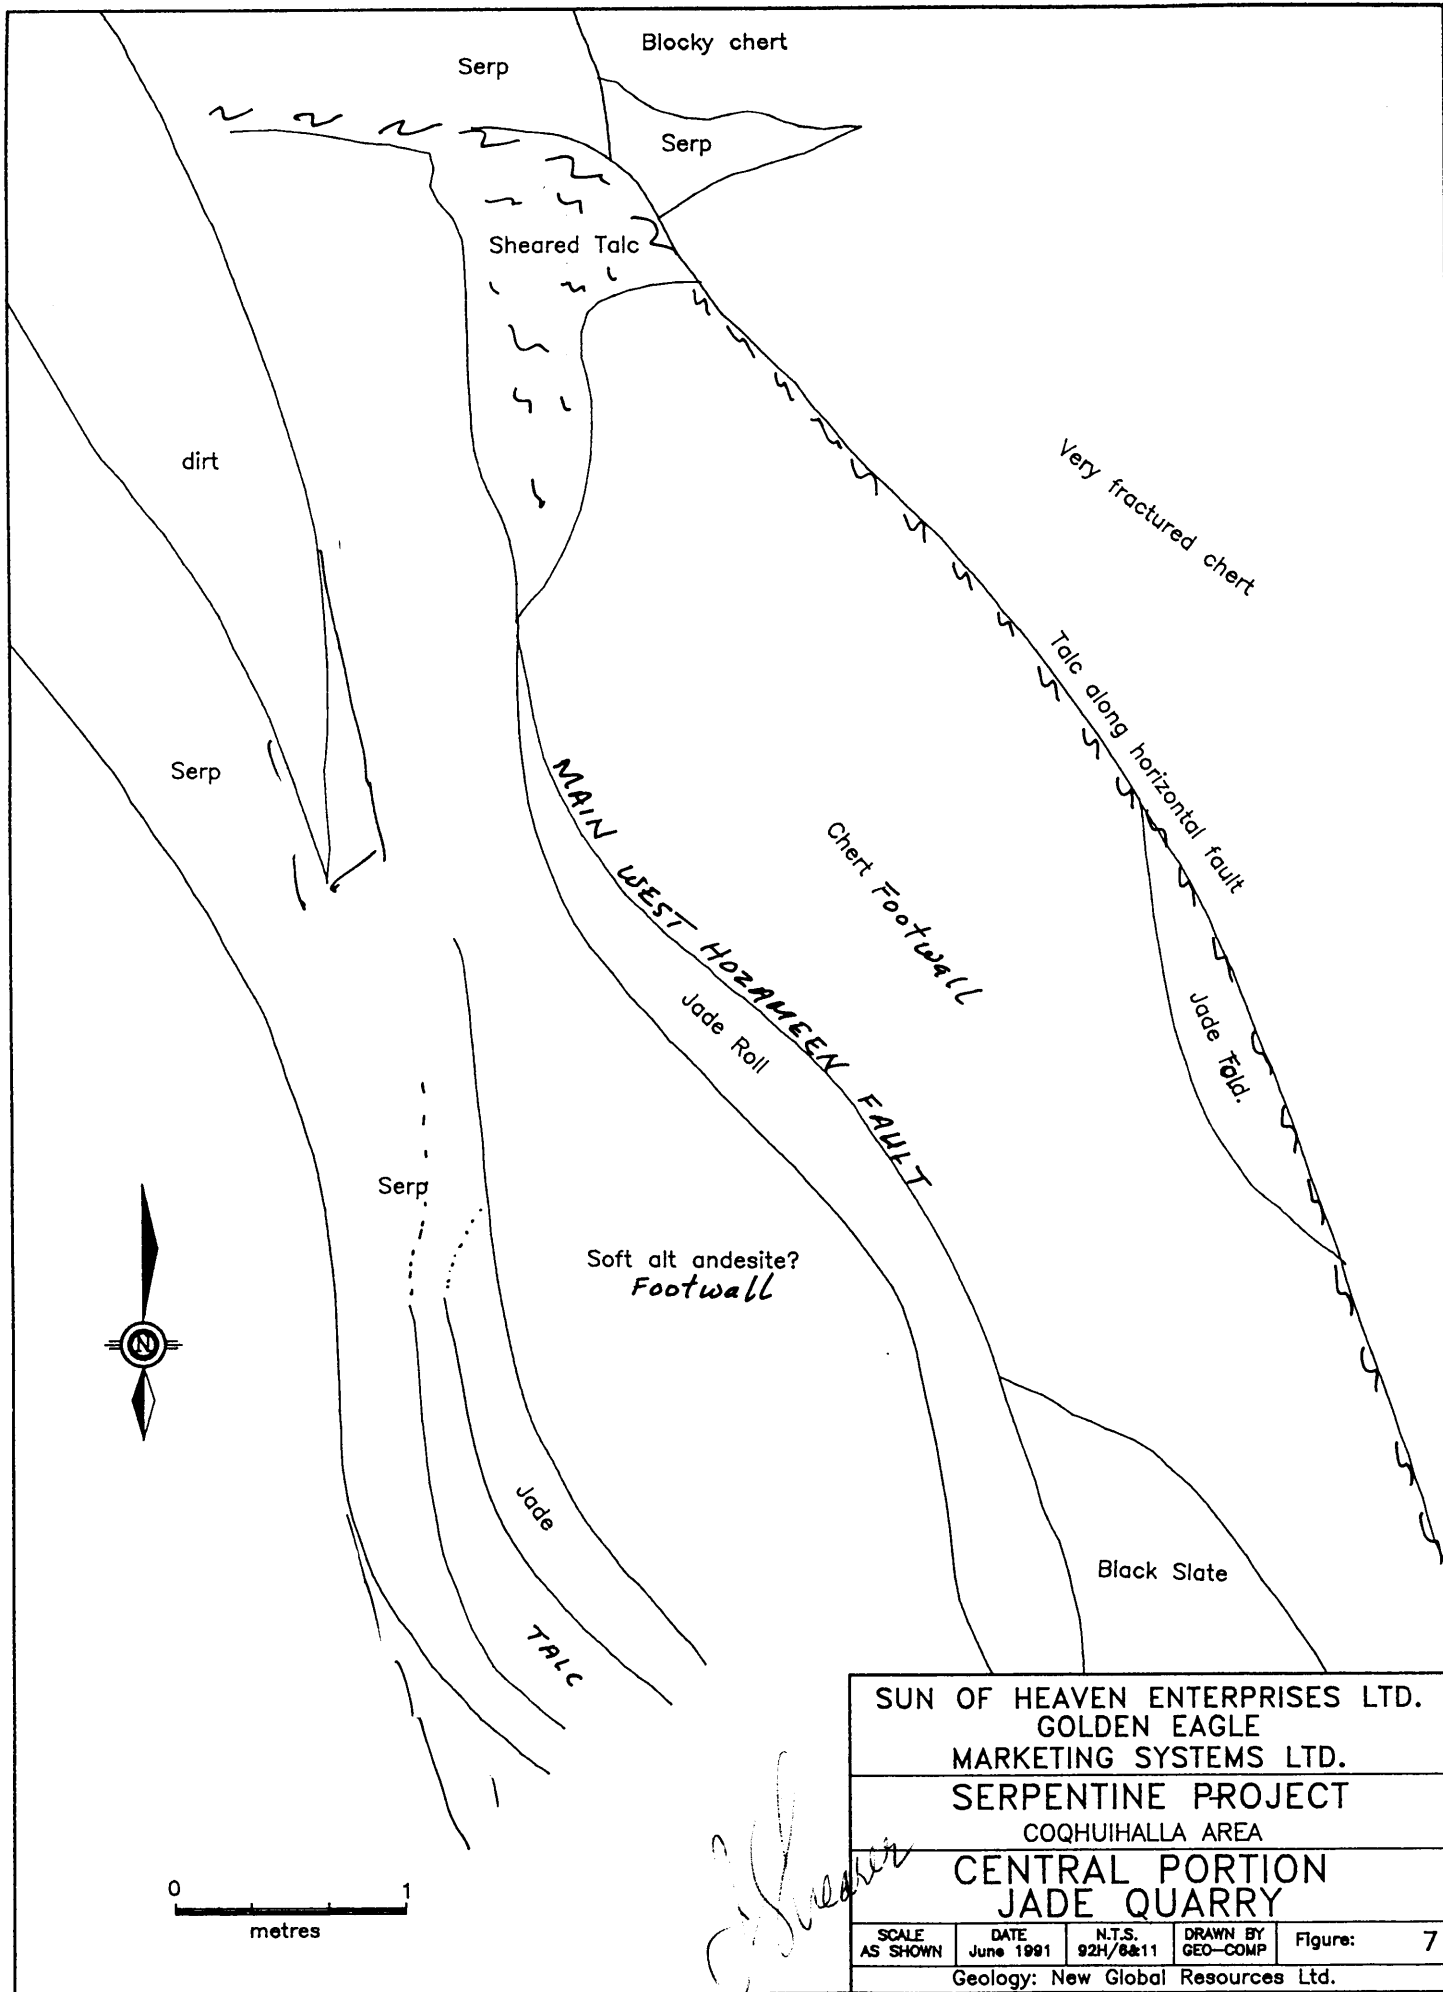 Blocky chert
Serp
Serp
Sheared Talc
dirt
Very fractured chert
Talc along horizontal fault
Serp
MAIN WEST HOZAMEEN FAULT
Chert Footwall
Jade Roll
Jade Fold.
Serp
Soft alt andesite?
Footwall
N
Jade
TALC
Black Slate
0 1
metres
SUN OF HEAVEN ENTERPRISES LTD.
GOLDEN EAGLE
MARKETING SYSTEMS LTD.
SERPENTINE PROJECT
COQHUIHALLA AREA
CENTRAL PORTION
JADE QUARRY
SCALE
AS SHOWN
DATE
June 1991
N.T.S.
92H/6&11
DRAWN BY
GEO-COMP
Figure: 7
Geology: New Global Resources Ltd.